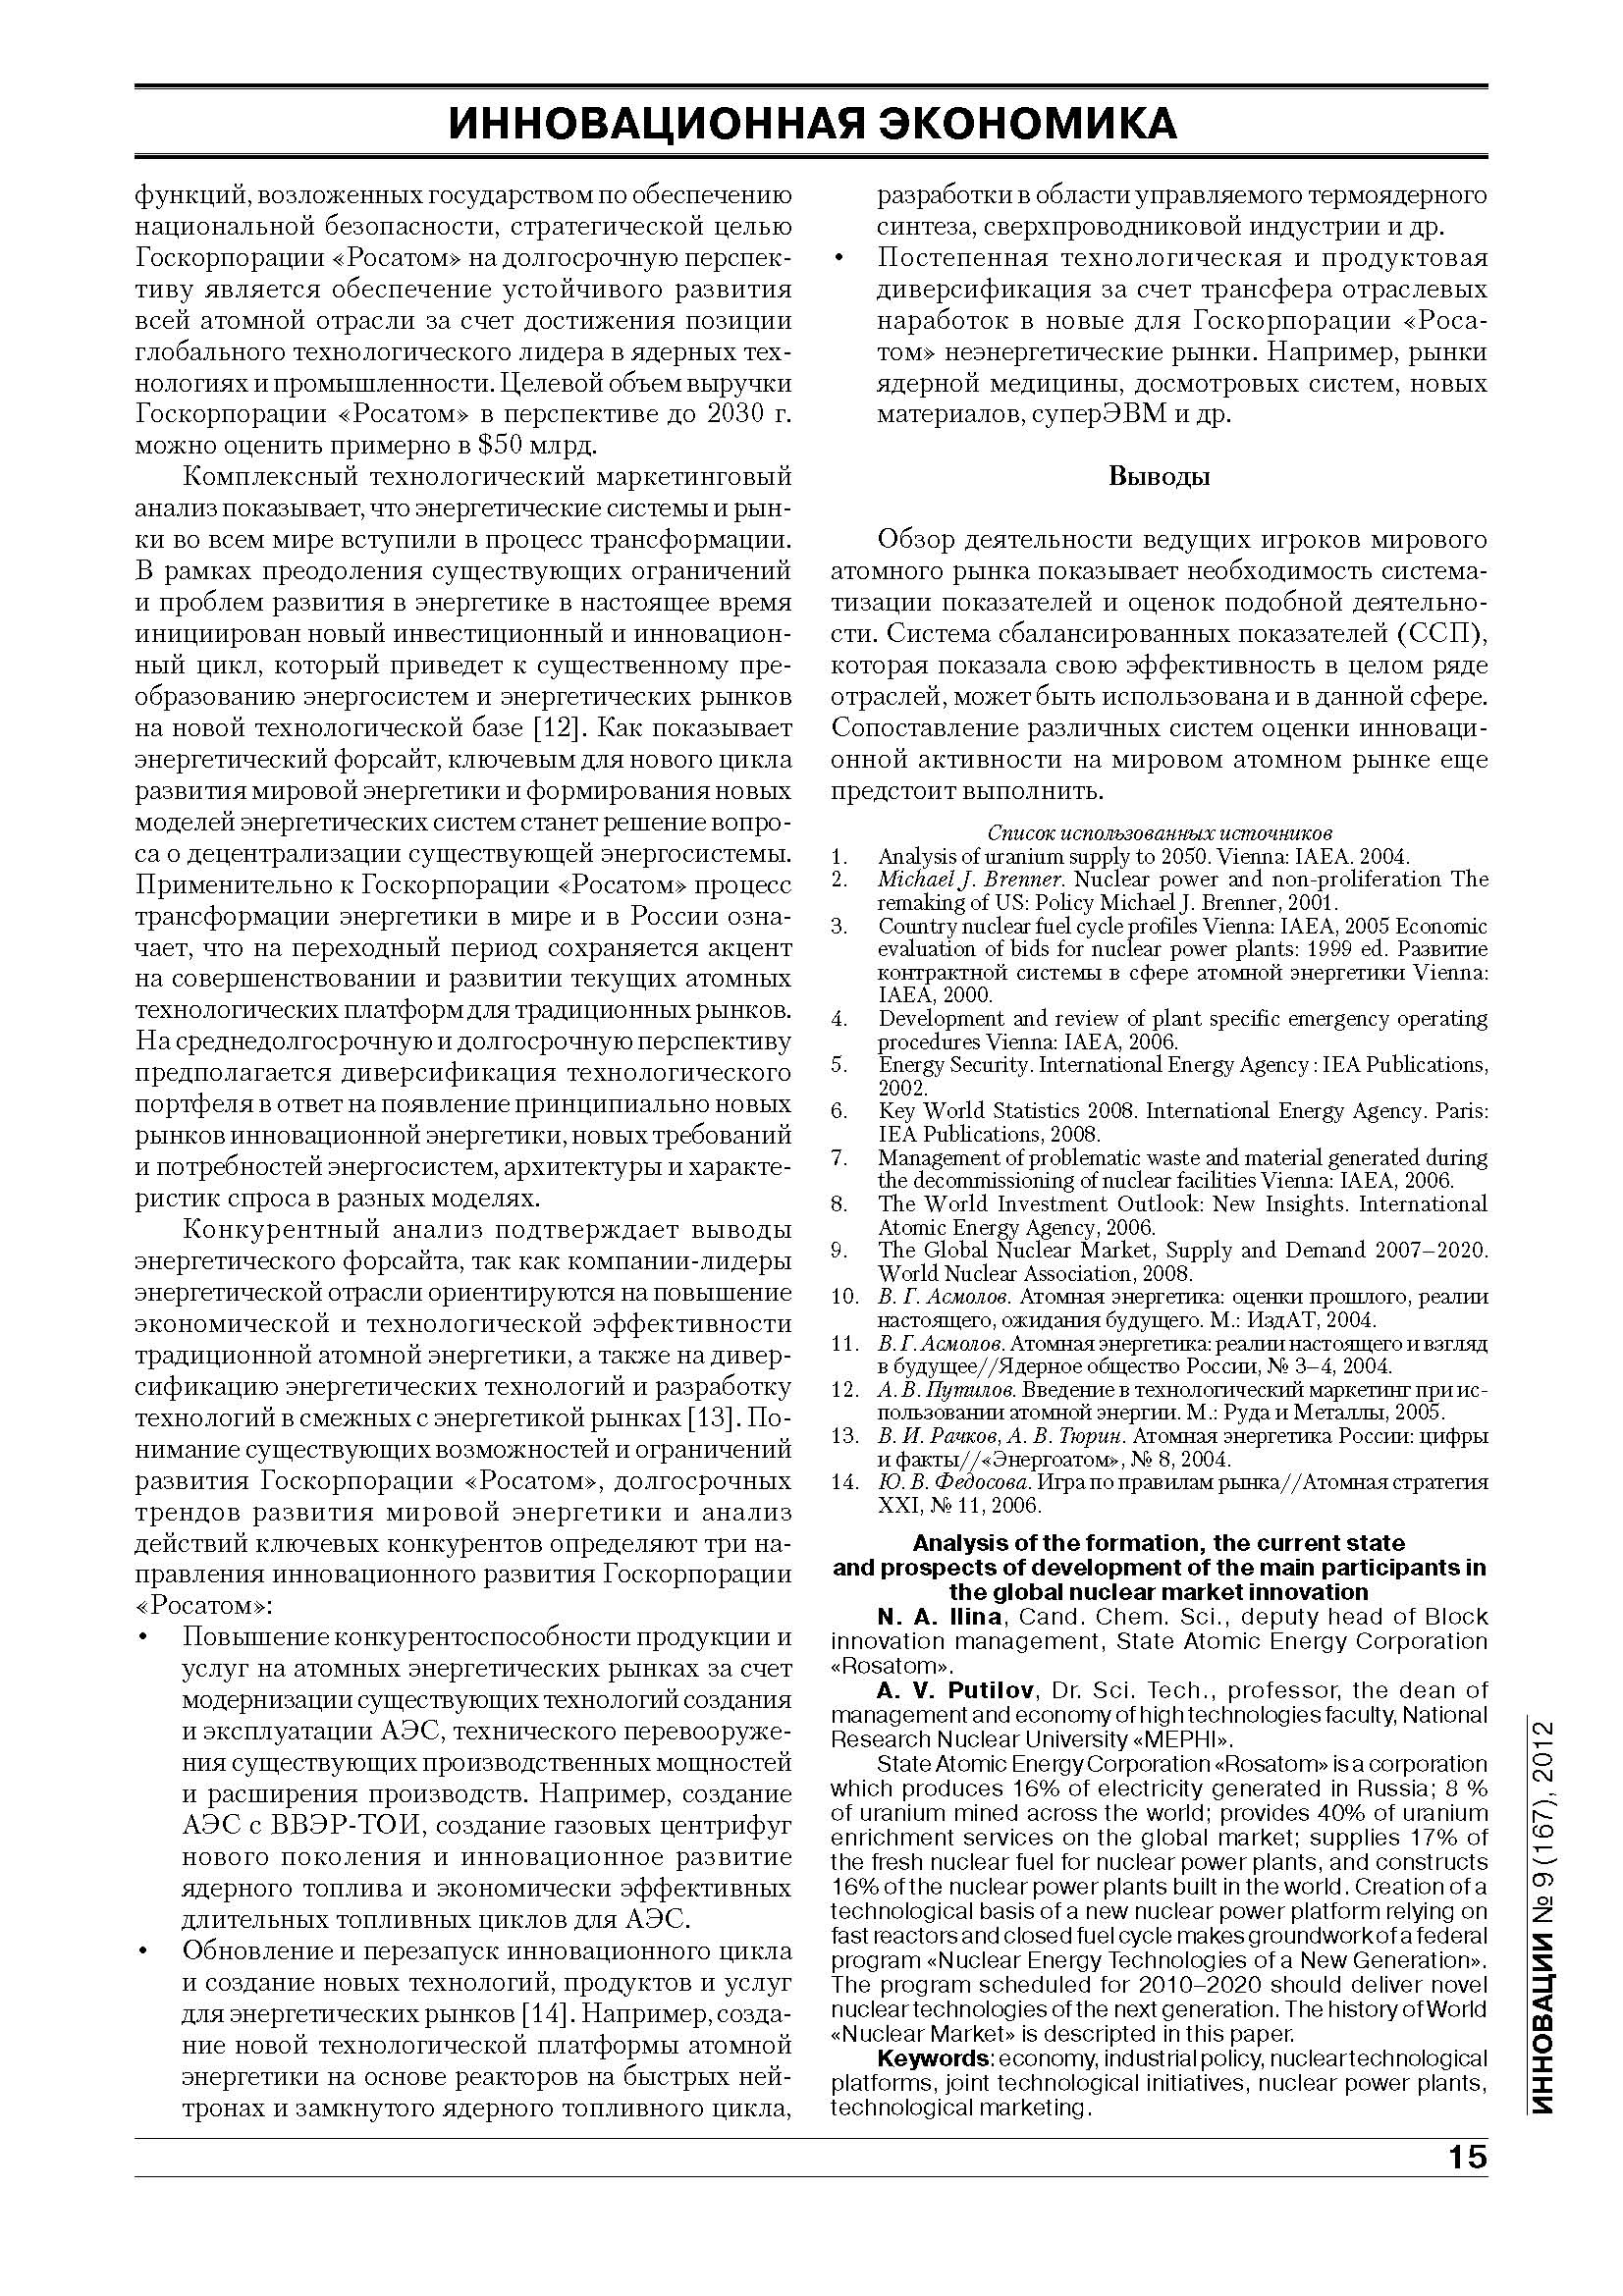 ИННОВАЦИОННАЯ ЭКОНОМИКА
функций, возложенных государством по обеспечению
национальной безопасности, стратегической целью
Госкорпорации «Росатом» на долгосрочную перспек-
тиву является обеспечение устойчивого развития
всей атомной отрасли за счет достижения позиции
глобального технологического лидера в ядерных тех-
нологиях и промышленности. Целевой объем выручки
Госкорпорации «Росатом» в перспективе до 2030 г.
можно оценить примерно в $50 млрд.
Комплексный технологический маркетинговый
анализ показывает, что энергетические системы и рын-
ки во всем мире вступили в процесс трансформации.
В рамках преодоления существующих ограничений
и проблем развития в энергетике в настоящее время
инициирован новый инвестиционный и инновацион-
ный цикл, который приведет к существенному пре-
образованию энергосистем и энергетических рынков
на новой технологической базе [12]. Как показывает
энергетический форсайт, ключевым для нового цикла
развития мировой энергетики и формирования новых
моделей энергетических систем станет решение вопро-
са о децентрализации существующей энергосистемы.
Применительно к Госкорпорации «Росатом» процесс
трансформации энергетики в мире и в России озна-
чает, что на переходный период сохраняется акцент
на совершенствовании и развитии текущих атомных
технологических платформ для традиционных рынков.
На среднедолгосрочную и долгосрочную перспективу
предполагается диверсификация технологического
портфеля в ответ на появление принципиально новых
рынков инновационной энергетики, новых требований
и потребностей энергосистем, архитектуры и характе-
ристик спроса в разных моделях.
Конкурентный анализ подтверждает выводы
энергетического форсайта, так как компании-лидеры
энергетической отрасли ориентируются на повышение
экономической и технологической эффективности
традиционной атомной энергетики, а также на дивер-
сификацию энергетических технологий и разработку
технологий в смежных с энергетикой рынках [13]. По-
нимание существующих возможностей и ограничений
развития Госкорпорации «Росатом», долгосрочных
трендов развития мировой энергетики и анализ
действий ключевых конкурентов определяют три на-
правления инновационного развития Госкорпорации
«Росатом»:
• Повышение конкурентоспособности продукции и
услуг на атомных энергетических рынках за счет
модернизации существующих технологий создания
и эксплуатации АЭС, технического перевооруже-
ния существующих производственных мощностей
и расширения производств. Например, создание
АЭС с ВВЭР-ТОИ, создание газовых центрифуг
нового поколения и инновационное развитие
ядерного топлива и экономически эффективных
длительных топливных циклов для АЭС.
• Обновление и перезапуск инновационного цикла
и создание новых технологий, продуктов и услуг
для энергетических рынков [14]. Например, созда-
ние новой технологической платформы атомной
энергетики на основе реакторов на быстрых ней-
тронах и замкнутого ядерного топливного цикла,
разработки в области управляемого термоядерного
синтеза, сверхпроводниковой индустрии и др.
• Постепенная технологическая и продуктовая
диверсификация за счет трансфера отраслевых
наработок в новые для Госкорпорации «Роса-
том» неэнергетические рынки. Например, рынки
ядерной медицины, досмотровых систем, новых
материалов, суперЭВМ и др.
Выводы
Обзор деятельности ведущих игроков мирового
атомного рынка показывает необходимость система-
тизации показателей и оценок подобной деятельно-
сти. Система сбалансированных показателей (ССП),
которая показала свою эффективность в целом ряде
отраслей, может быть использована и в данной сфере.
Сопоставление различных систем оценки инноваци-
онной активности на мировом атомном рынке еще
предстоит выполнить.
Список использованных источников
1. Analysis of uranium supply to 2050. Vienna: IAEA. 2004.
2. Michael J. Brenner. Nuclear power and non-proliferation The
remaking of US: Policy Michael J. Brenner, 2001.
3. Country nuclear fuel cycle profiles Vienna: IAEA, 2005 Economic
evaluation of bids for nuclear power plants: 1999 ed. Развитие
контрактной системы в сфере атомной энергетики Vienna:
IAEA, 2000.
4. Development and review of plant specific emergency operating
procedures Vienna: IAEA, 2006.
5. Energy Security. International Energy Agency : IEA Publications,
2002.
6. Key World Statistics 2008. International Energy Agency. Paris:
IEA Publications, 2008.
7. Management of problematic waste and material generated during
the decommissioning of nuclear facilities Vienna: IAEA, 2006.
8. The World Investment Outlook: New Insights. International
Atomic Energy Agency, 2006.
9. The Global Nuclear Market, Supply and Demand 2007–2020.
World Nuclear Association, 2008.
10. В. Г. Асмолов. Атомная энергетика: оценки прошлого, реалии
настоящего, ожидания будущего. М.: ИздАТ, 2004.
11. В. Г. Асмолов. Атомная энергетика: реалии настоящего и взгляд
в будущее//Ядерное общество России, № 3–4, 2004.
12. А. В. Путилов. Введение в технологический маркетинг при ис-
пользовании атомной энергии. М.: Руда и Металлы, 2005.
13. В. И. Рачков, А. В. Тюрин. Атомная энергетика России: цифры
и факты//«Энергоатом», № 8, 2004.
14. Ю. В. Федосова. Игра по правилам рынка//Атомная стратегия
XXI, № 11, 2006.
Analysis of the formation, the current state
and prospects of development of the main participants in
the global nuclear market innovation
N. A. Ilina, Cand. Chem. Sci., deputy head of Block
innovation management, State Atomic Energy Corporation
«Rosatom».
A. V. Putilov, Dr. Sci. Tech., professor, the dean of
management and economy of high technologies faculty, National
Research Nuclear University «MEPHI».
State Atomic Energy Corporation «Rosatom» is a corporation
which produces 16% of electricity generated in Russia; 8 %
of uranium mined across the world; provides 40% of uranium
enrichment services on the global market; supplies 17% of
the fresh nuclear fuel for nuclear power plants, and constructs
16% of the nuclear power plants built in the world. Creation of a
technological basis of a new nuclear power platform relying on
fast reactors and closed fuel cycle makes groundwork of a federal
program «Nuclear Energy Technologies of a New Generation».
The program scheduled for 2010–2020 should deliver novel
nuclear technologies of the next generation. The history of World
«Nuclear Market» is descripted in this paper.
Keywords: economy, industrial policy, nuclear technological
platforms, joint technological initiatives, nuclear power plants,
technological marketing.
ИННОВАЦИИ № 9 (167), 2012
15